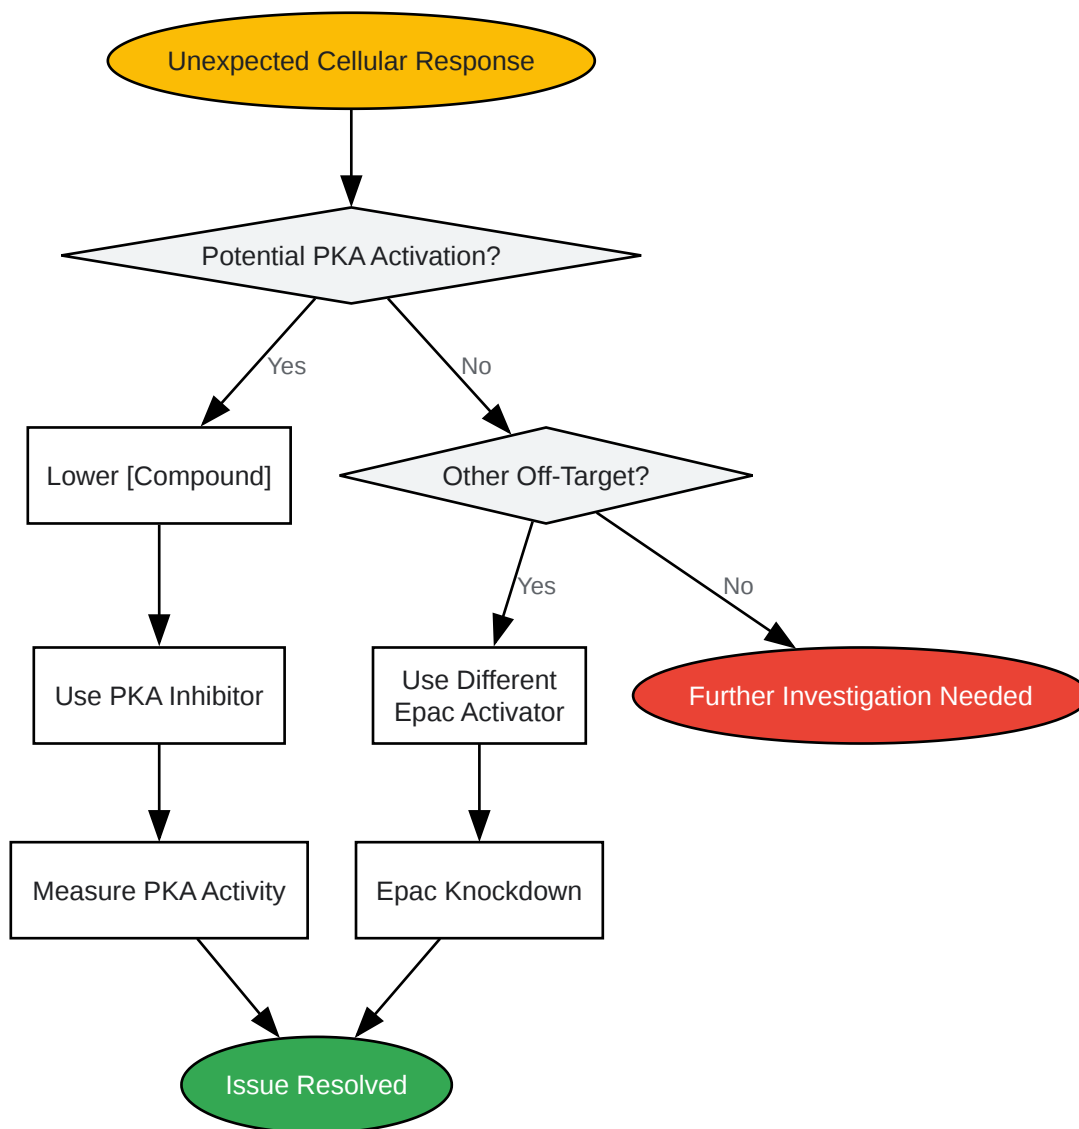 Unexpected Cellular Response
Potential PKA Activation?
Yes
No
Lower [Compound]
Other Off-Target?
Yes
No
Use PKA Inhibitor
Use Different
Epac Activator
Further Investigation Needed
Measure PKA Activity
Epac Knockdown
Issue Resolved